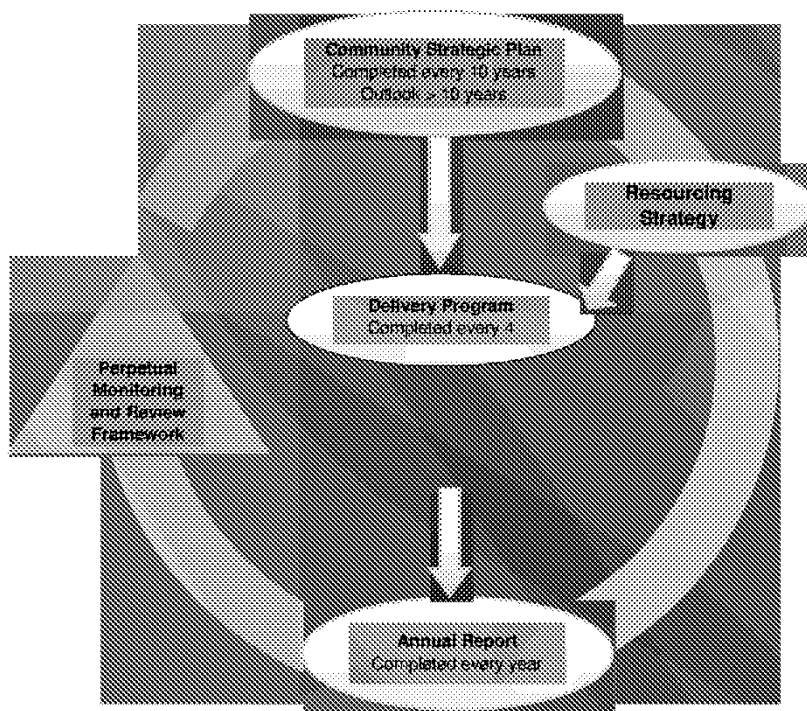 Community Strategic Plan
Completed every 10 years
Outlook > 10 years
Resourcing
Strategy
Delivery Program
Completed every 4
Perpetual
Monitoring
and Review
Framework
Annual Report
Completed every year